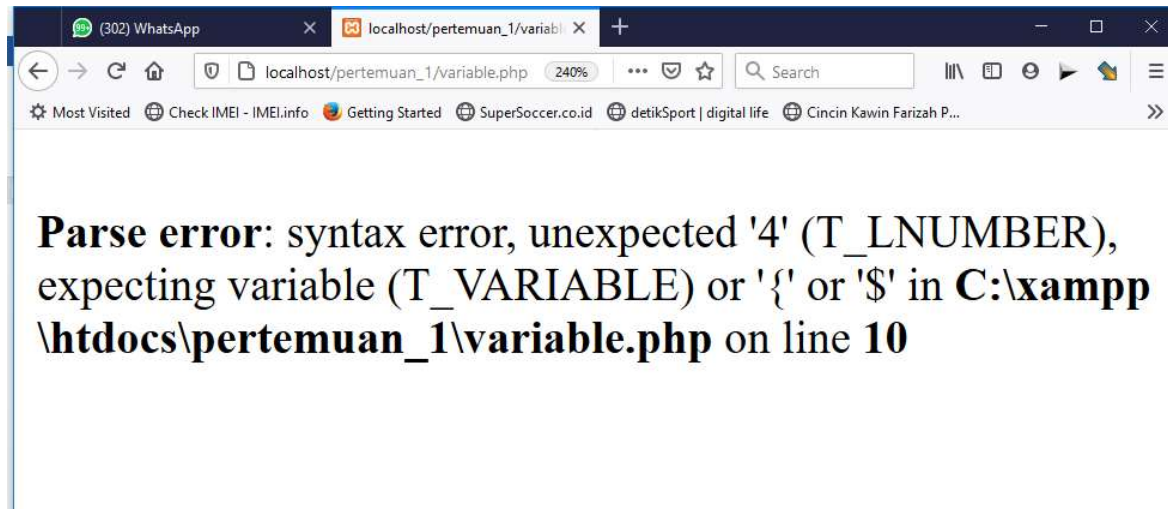 (302) WhatsApp
localhost/pertemuan_1/variabl
localhost/pertemuan_1/variable.php 240% Search
Most Visited Check IMEI - IMEI.info Getting Started SuperSoccer.co.id detikSport | digital life Cincin Kawin Farizah P...
Parse error: syntax error, unexpected '4' (T_LNUMBER),
expecting variable (T_VARIABLE) or '{' or '$' in C:\xampp
\htdocs\pertemuan_1\variable.php on line 10